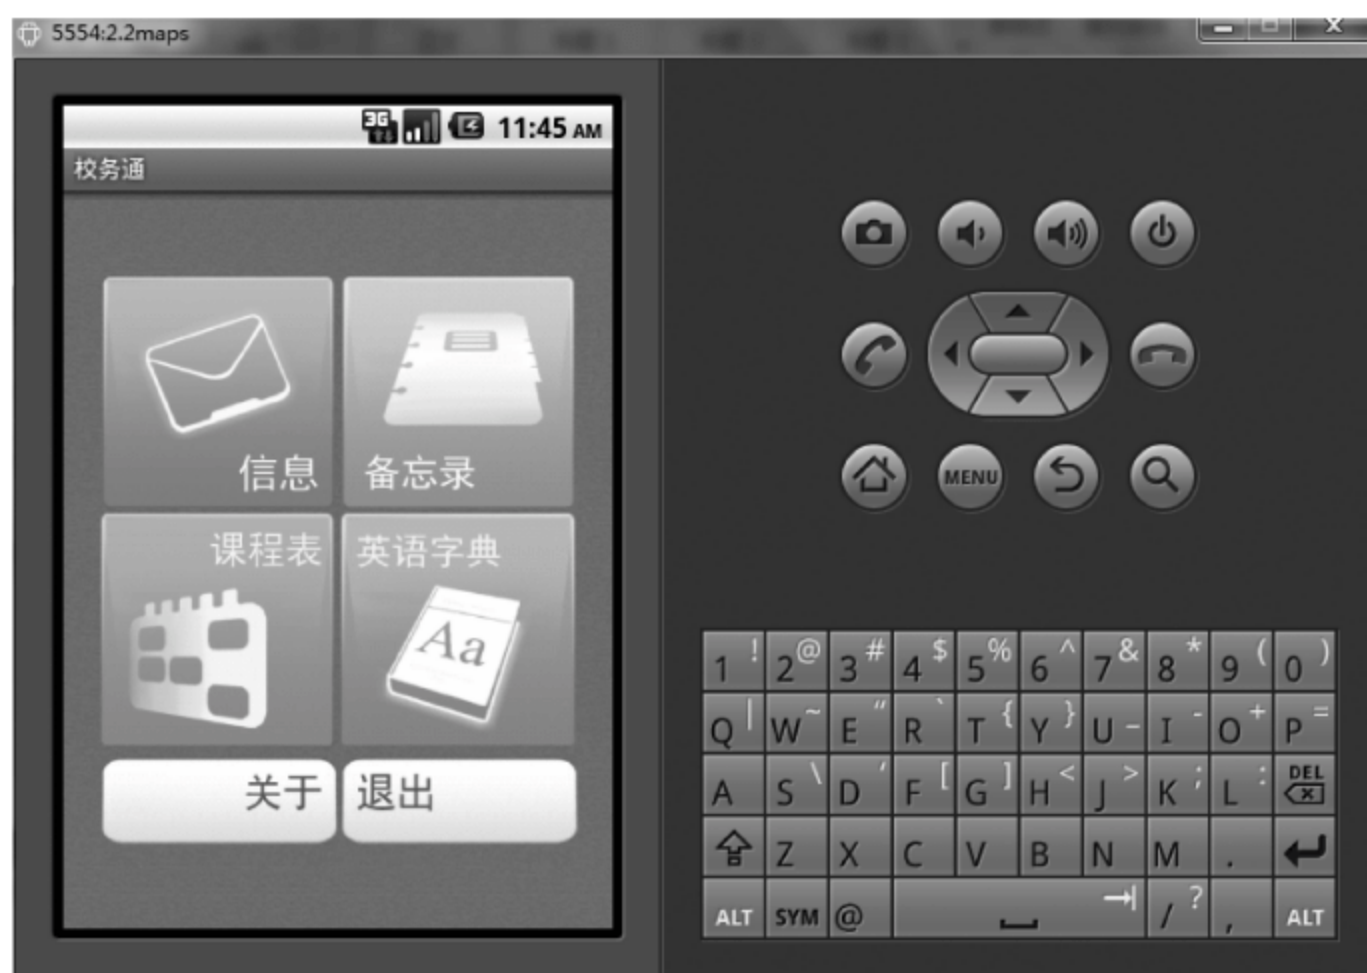 5554:2.2maps
3G 11:45 AM
校务通
信息 备忘录
课程表 英语字典
Aa
关于 退出
MENU
1 ! 2 @ 3 # 4 $ 5 % 6 ^ 7 & 8 * 9 ( 0 )
Q | W ~ E " R ` T { Y } U _ I - O + P =
A S \ D ' F [ G ] H < J > K ; L : DEL
Z X C V B N M .
ALT SYM @ / ? , ALT